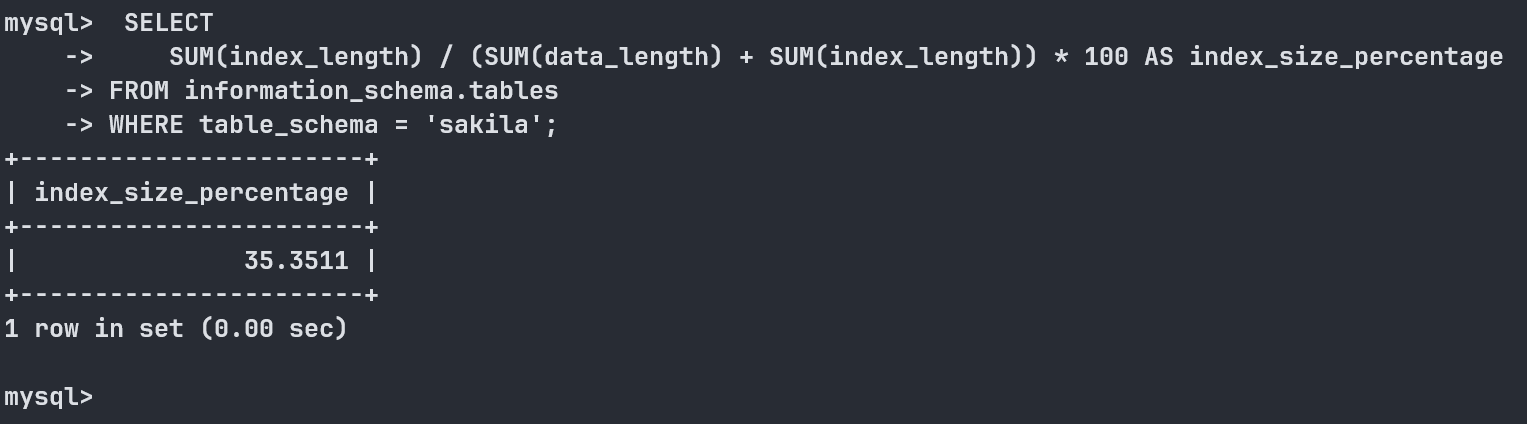 mysql>  SELECT
    ->     SUM(index_length) / (SUM(data_length) + SUM(index_length)) * 100 AS index_size_percentage
    -> FROM information_schema.tables
    -> WHERE table_schema = 'sakila';
+-----------------------+
| index_size_percentage |
+-----------------------+
|               35.3511 |
+-----------------------+
1 row in set (0.00 sec)

mysql>